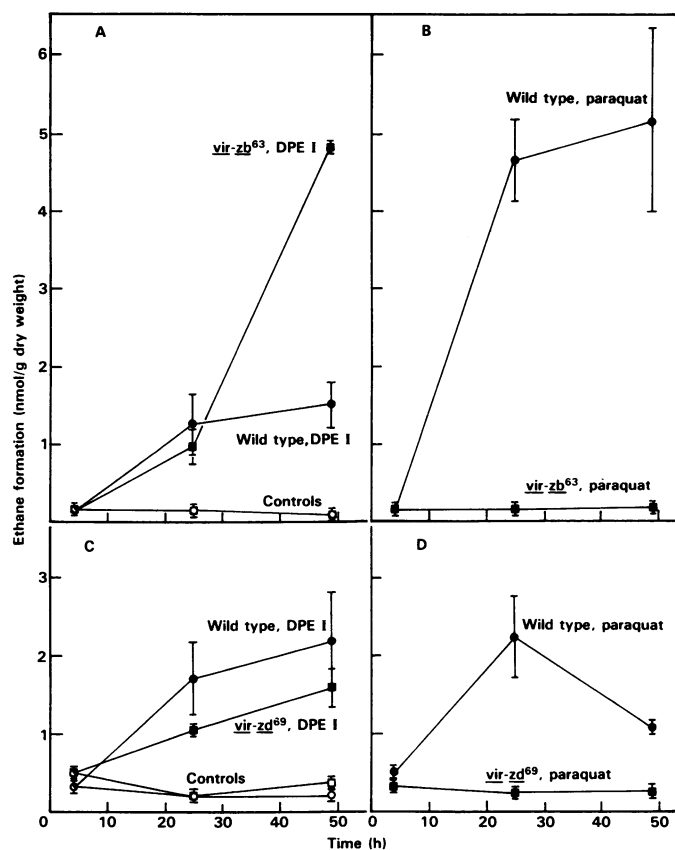 A
B
6
5
4
3
2
1
vir-zb⁶³, DPE I
Wild type, DPE I
Controls
Wild type, paraquat
vir-zb⁶³, paraquat
Ethane formation (nmol/g dry weight)
C
D
3
2
1
Wild type, DPE I
vir-zd⁶⁹, DPE I
Controls
Wild type, paraquat
vir-zd⁶⁹, paraquat
0 10 20 30 40 50 0 10 20 30 40 50
Time (h)